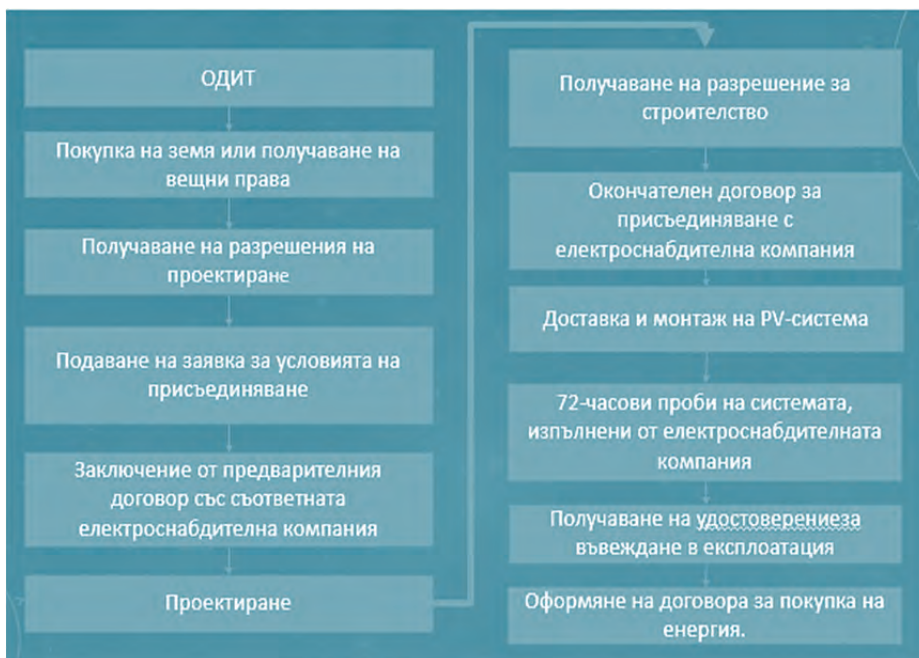 ОДИТ
Покупка на земя или получаване на
вещни права
Получаване на разрешения на
проектиране
Подаване на заявка за условията на
присъединяване
Заключение от предварителния
договор със съответната
електроснабдителна компания
Проектиране
Получаване на разрешение за
строителство
Окончателен договор за
присъединяване с
електроснабдителна компания
Доставка и монтаж на PV-система
72-часови проби на системата,
изпълнени от електроснабдителната
компания
Получаване на удостоверениеза
въвеждане в експлоатация
Оформяне на договора за покупка на
енергия.